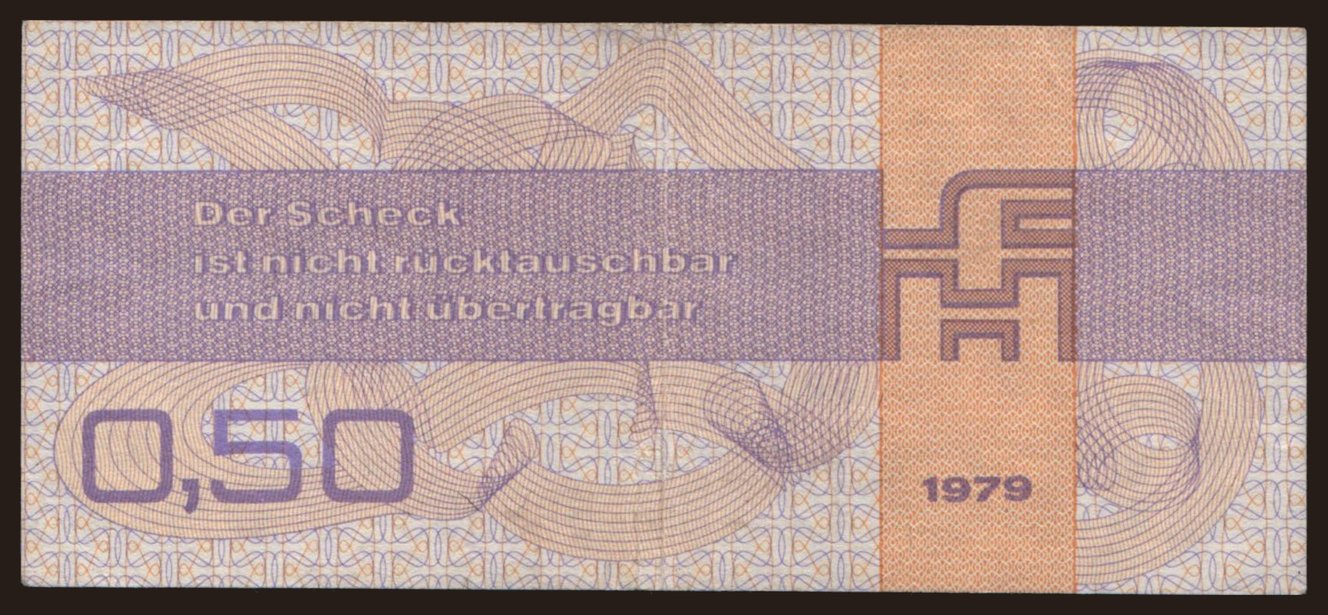 Der Scheck
ist nicht rücktauschbar
und nicht übertragbar
0,50
1979